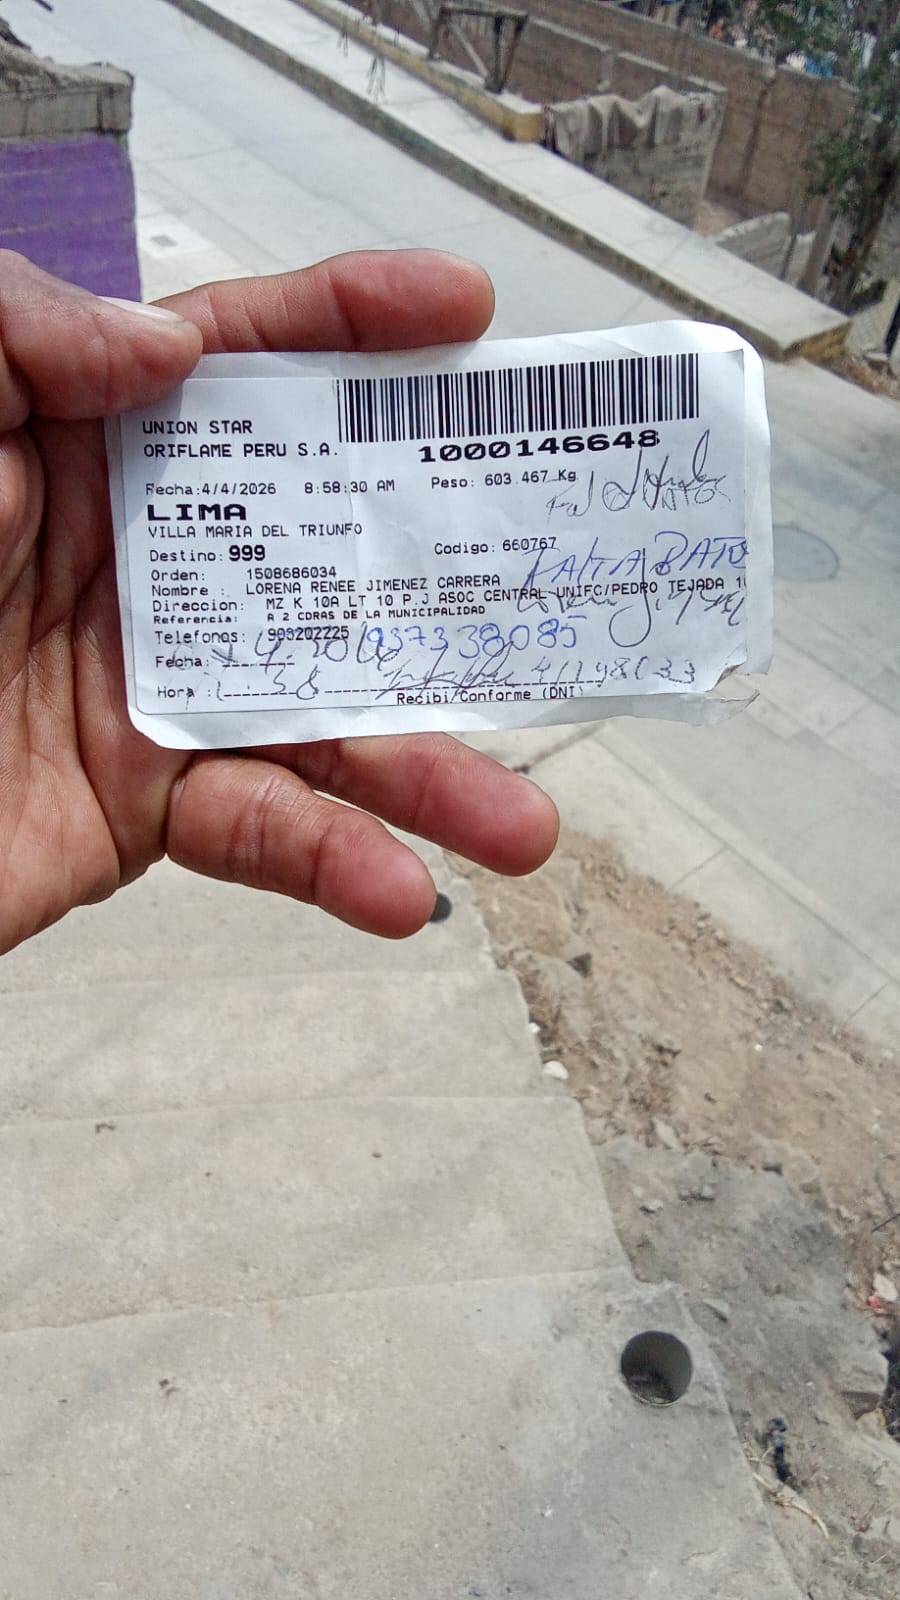 UNION STAR
ORIFLAME PERU S.A.
1000146648
Fecha:4/4/2026 8:58:30 AM Peso: 603.467 Kg
LIMA
VILLA MARIA DEL TRIUNFO
Destino: 999 Codigo: 660767
FALTA DATO
Orden: 1508686034
Nombre : LORENA RENEE JIMENEZ CARRERA
Direccion: MZ K 10A LT 10 P.J ASOC CENTRAL UNIFC/PEDRO TEJADA
Referencia: A 2 CDRAS DE LA MUNICIPALIDAD
Telefonos: 903202225 937338085
Fecha:
Hora :
Recibi/Conforme (DNI)